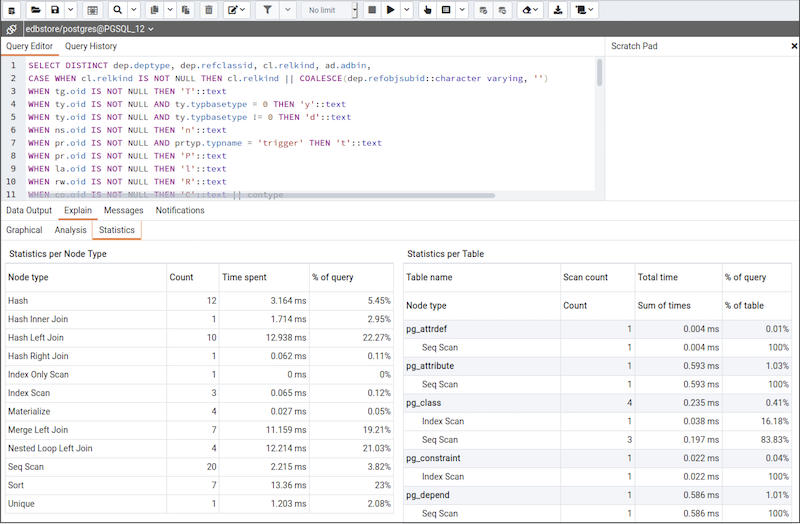 No limit
edbstore/postgres@PGSQL_12
Query Editor Query History
Scratch Pad
1 SELECT DISTINCT dep.deptype, dep.refclassid, cl.relkind, ad.adbin,
2 CASE WHEN cl.relkind IS NOT NULL THEN cl.relkind || COALESCE(dep.refobjsubid::character varying, '')
3 WHEN tg.oid IS NOT NULL THEN 'T'::text
4 WHEN ty.oid IS NOT NULL AND ty.typbasetype = 0 THEN 'y'::text
5 WHEN ty.oid IS NOT NULL AND ty.typbasetype != 0 THEN 'd'::text
6 WHEN ns.oid IS NOT NULL THEN 'n'::text
7 WHEN pr.oid IS NOT NULL AND prtyp.typname = 'trigger' THEN 't'::text
8 WHEN pr.oid IS NOT NULL THEN 'P'::text
9 WHEN la.oid IS NOT NULL THEN 'l'::text
10 WHEN rw.oid IS NOT NULL THEN 'R'::text
11 WHEN co.oid IS NOT NULL THEN 'C'::text || contype
Data Output Explain Messages Notifications
Graphical Analysis Statistics
Statistics per Node Type
Node type Count Time spent % of query
Hash 12 3.164 ms 5.45%
Hash Inner Join 1 1.714 ms 2.95%
Hash Left Join 10 12.938 ms 22.27%
Hash Right Join 1 0.062 ms 0.11%
Index Only Scan 1 0 ms 0%
Index Scan 3 0.065 ms 0.12%
Materialize 4 0.027 ms 0.05%
Merge Left Join 7 11.159 ms 19.21%
Nested Loop Left Join 4 12.214 ms 21.03%
Seq Scan 20 2.215 ms 3.82%
Sort 7 13.36 ms 23%
Unique 1 1.203 ms 2.08%
Statistics per Table
Table name Scan count Total time % of query
Node type Count Sum of times % of table
pg_attrdef 1 0.004 ms 0.01%
Seq Scan 1 0.004 ms 100%
pg_attribute 1 0.593 ms 1.03%
Seq Scan 1 0.593 ms 100%
pg_class 4 0.235 ms 0.41%
Index Scan 1 0.038 ms 16.18%
Seq Scan 3 0.197 ms 83.83%
pg_constraint 1 0.022 ms 0.04%
Index Scan 1 0.022 ms 100%
pg_depend 1 0.586 ms 1.01%
Seq Scan 1 0.586 ms 100%